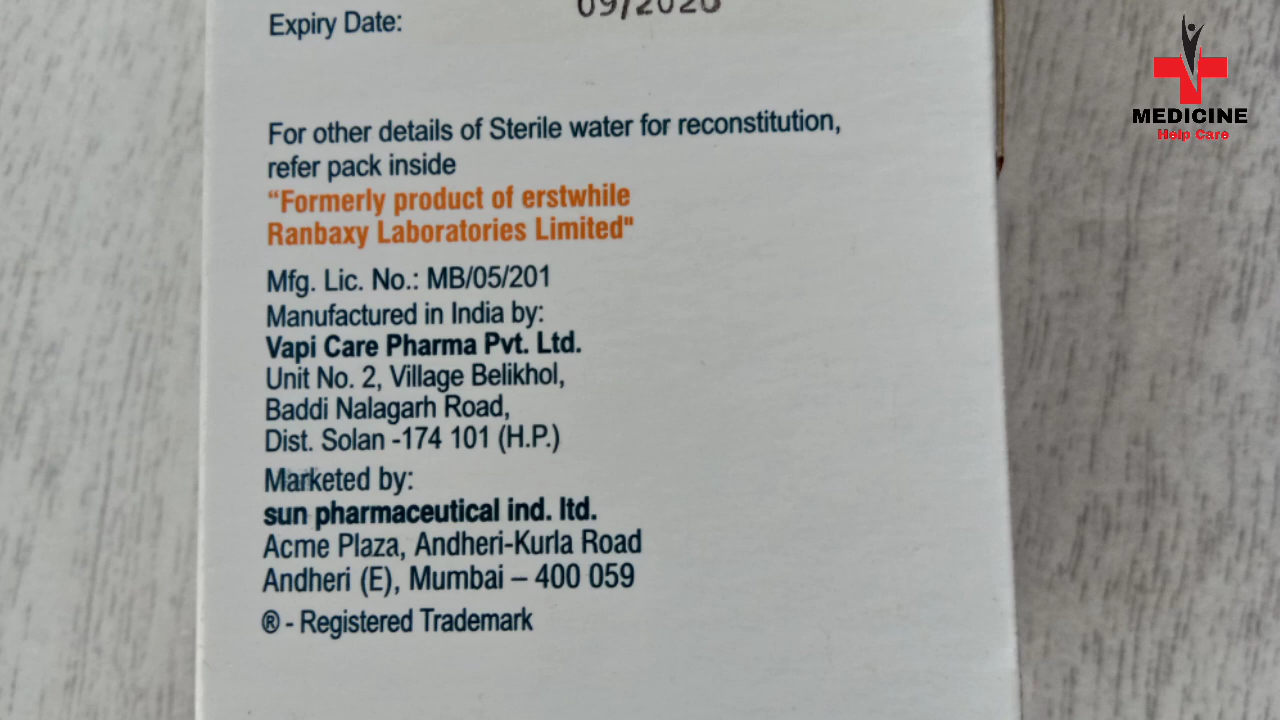 Expiry Date: 09/2026
For other details of Sterile water for reconstitution,
refer pack inside
“Formerly product of erstwhile
Ranbaxy Laboratories Limited"
Mfg. Lic. No.: MB/05/201
Manufactured in India by:
Vapi Care Pharma Pvt. Ltd.
Unit No. 2, Village Belikhol,
Baddi Nalagarh Road,
Dist. Solan -174 101 (H.P.)
Marketed by:
sun pharmaceutical ind. ltd.
Acme Plaza, Andheri-Kurla Road
Andheri (E), Mumbai – 400 059
® - Registered Trademark
MEDICINE
Help Care